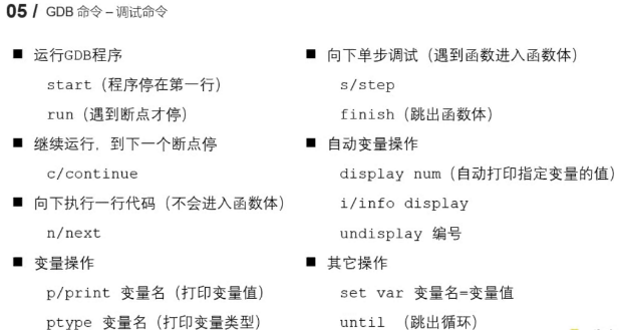 05 / GDB 命令 – 调试命令
■ 运行GDB程序
start（程序停在第一行）
run（遇到断点才停）
■ 继续运行，到下一个断点停
c/continue
■ 向下执行一行代码（不会进入函数体）
n/next
■ 变量操作
p/print 变量名（打印变量值）
ptype 变量名（打印变量类型）
■ 向下单步调试（遇到函数进入函数体）
s/step
finish（跳出函数体）
■ 自动变量操作
display num（自动打印指定变量的值）
i/info display
undisplay 编号
■ 其它操作
set var 变量名=变量值
until （跳出循环）